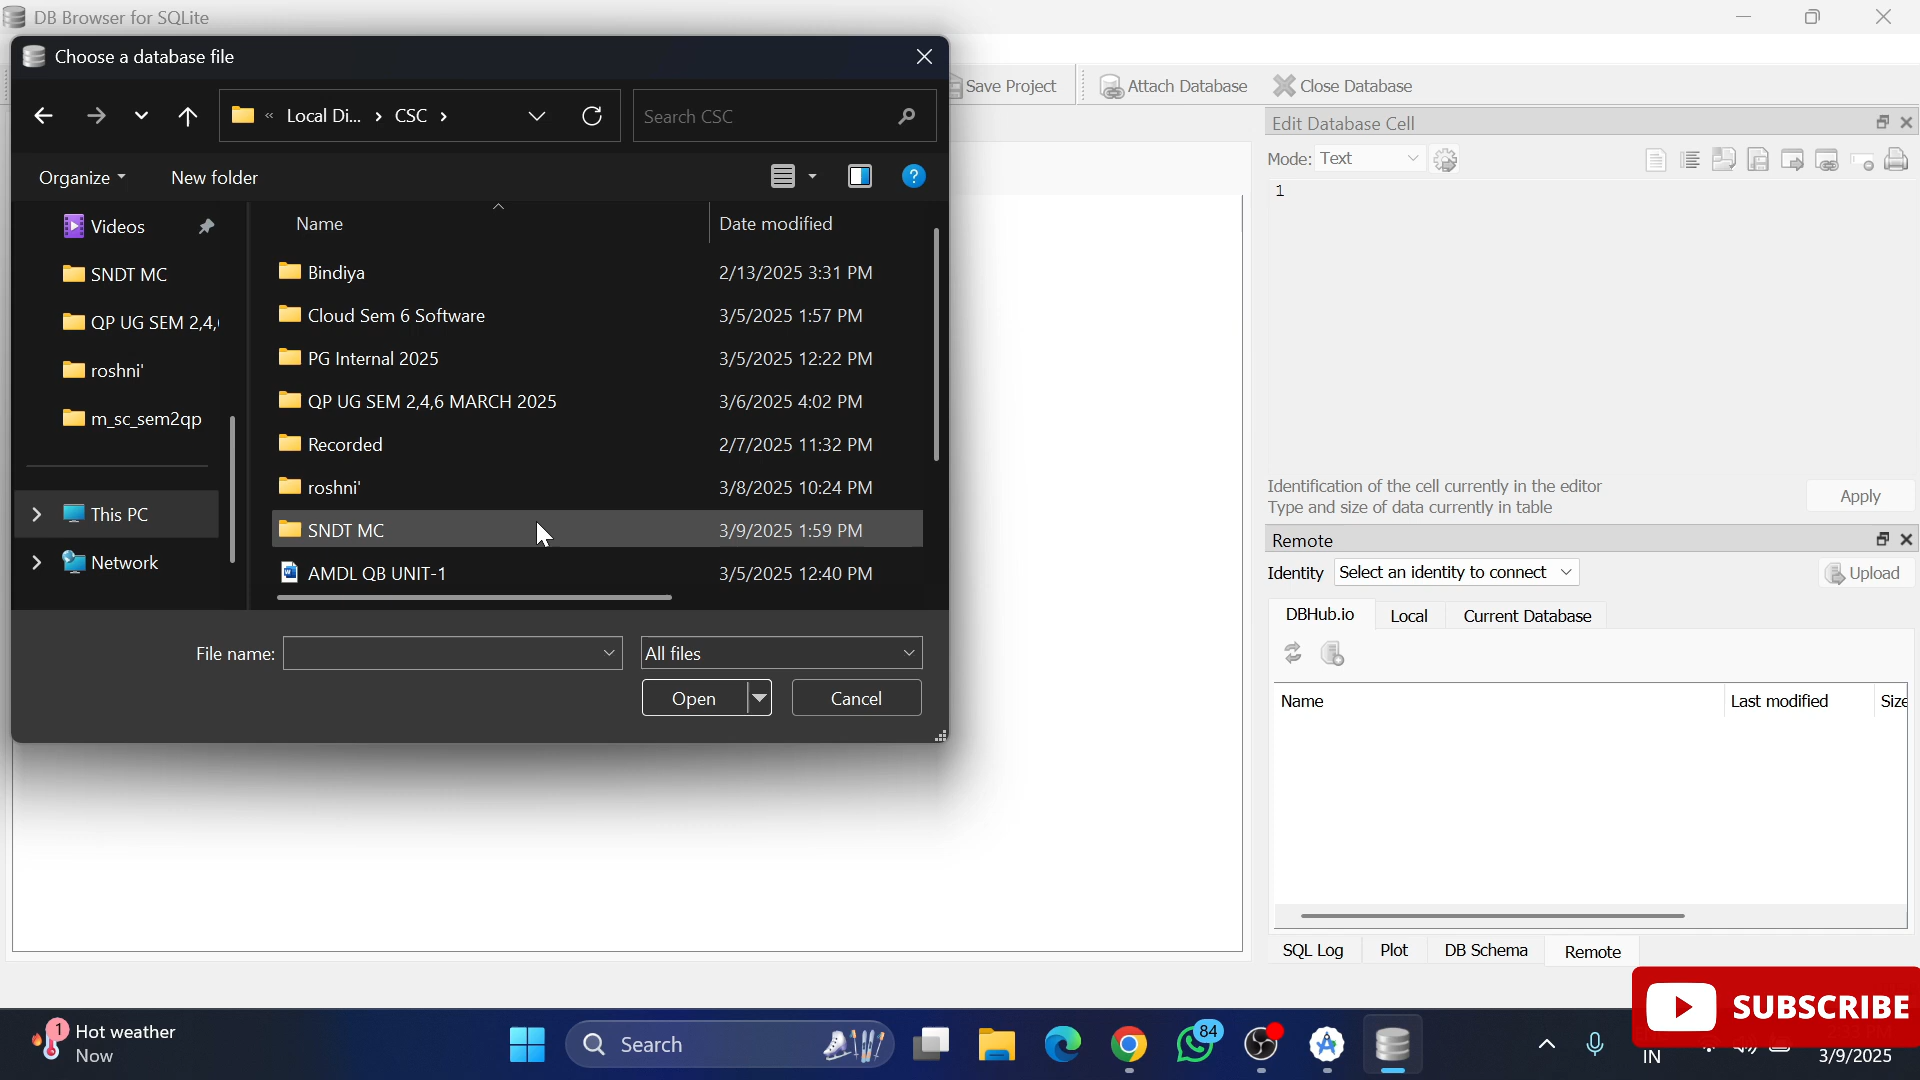 DB Browser for SQLite
Choose a database file
Save Project
Attach Database
Close Database
« Local Di... › CSC ›
Search CSC
Edit Database Cell
Mode: Text
Organize
New folder
1
Videos
SNDT MC
QP UG SEM 2,4,
roshni'
m_sc_sem2qp
This PC
Network
Name
Date modified
Bindiya 2/13/2025 3:31 PM
Cloud Sem 6 Software 3/5/2025 1:57 PM
PG Internal 2025 3/5/2025 12:22 PM
QP UG SEM 2,4,6 MARCH 2025 3/6/2025 4:02 PM
Recorded 2/7/2025 11:32 PM
roshni' 3/8/2025 10:24 PM
SNDT MC 3/9/2025 1:59 PM
AMDL QB UNIT-1 3/5/2025 12:40 PM
File name:
All files
Open
Cancel
Identification of the cell currently in the editor
Type and size of data currently in table
Apply
Remote
Identity Select an identity to connect
Upload
DBHub.io
Local
Current Database
Name
Last modified
Size
SQL Log
Plot
DB Schema
Remote
SUBSCRIBE
1
Hot weather
Now
Search
84
IN
3/9/2025